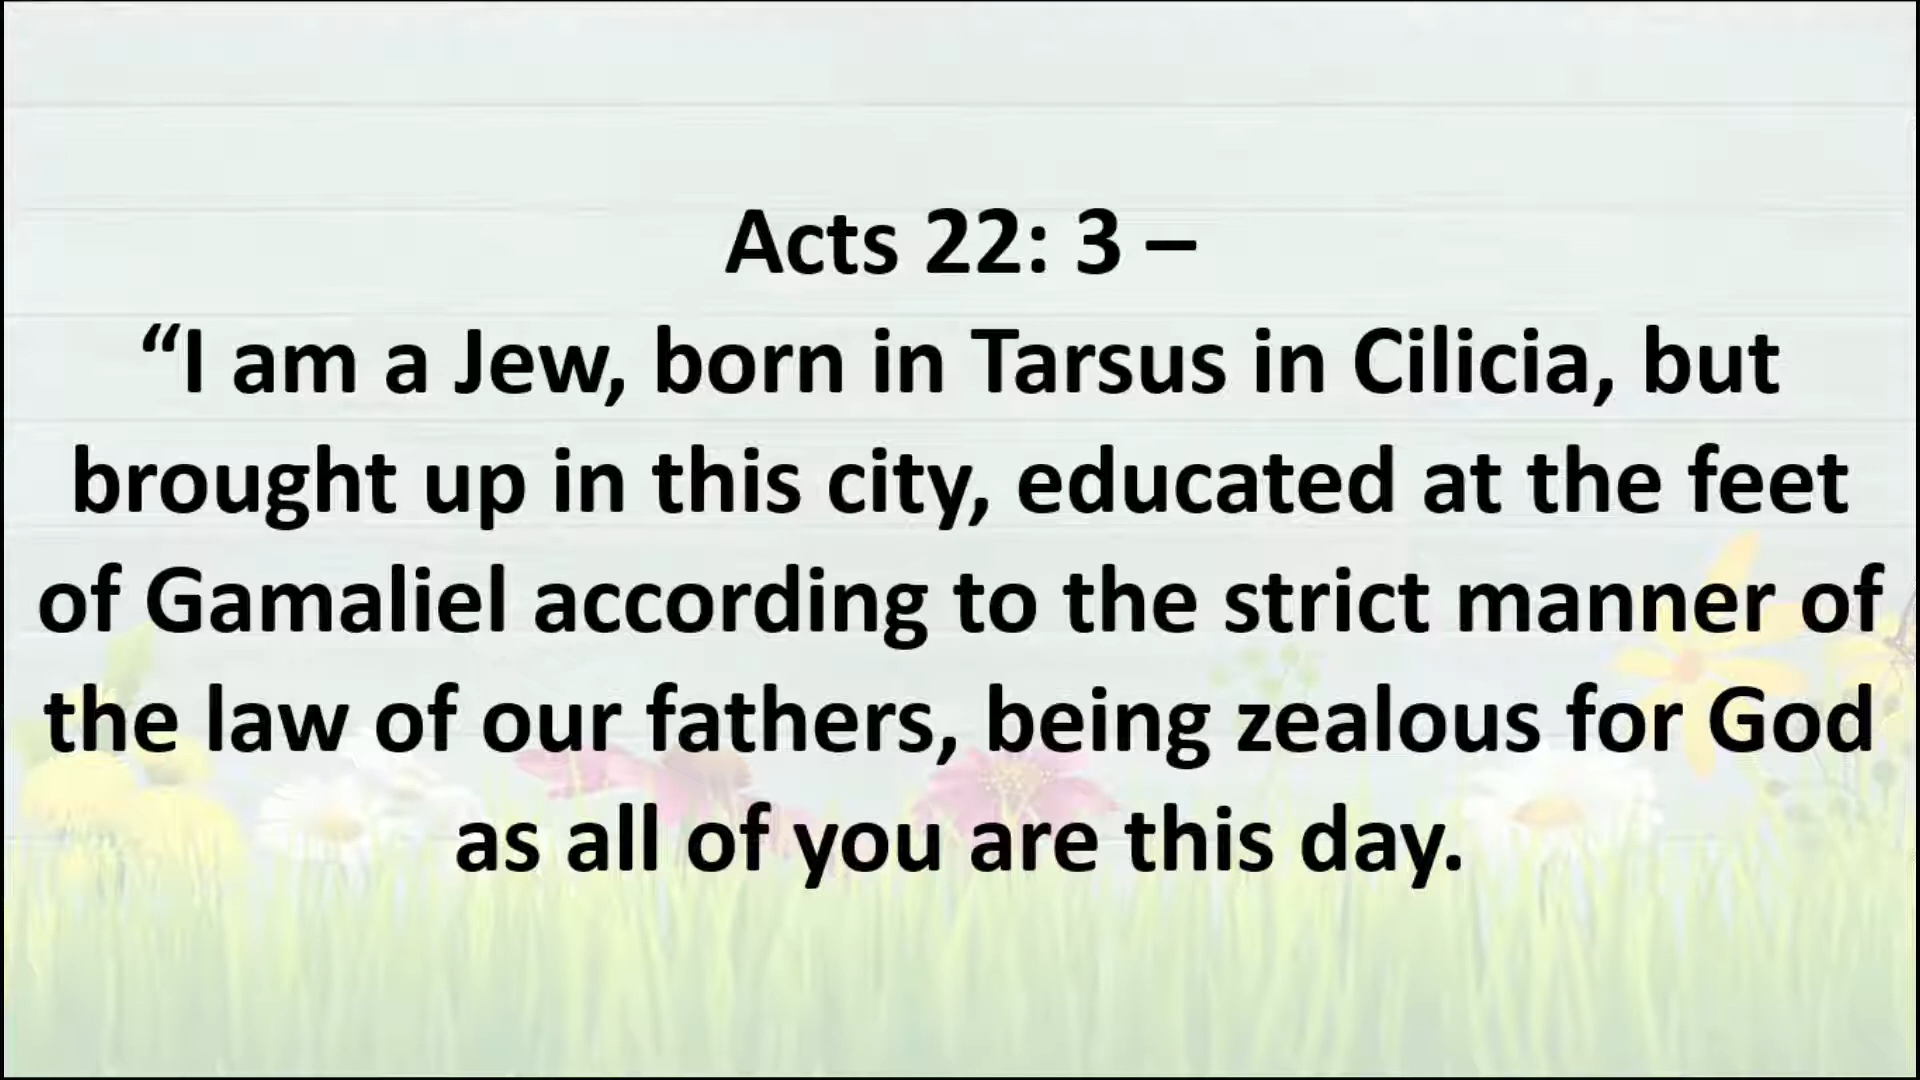 Acts 22: 3 –
“I am a Jew, born in Tarsus in Cilicia, but
brought up in this city, educated at the feet
of Gamaliel according to the strict manner of
the law of our fathers, being zealous for God
as all of you are this day.